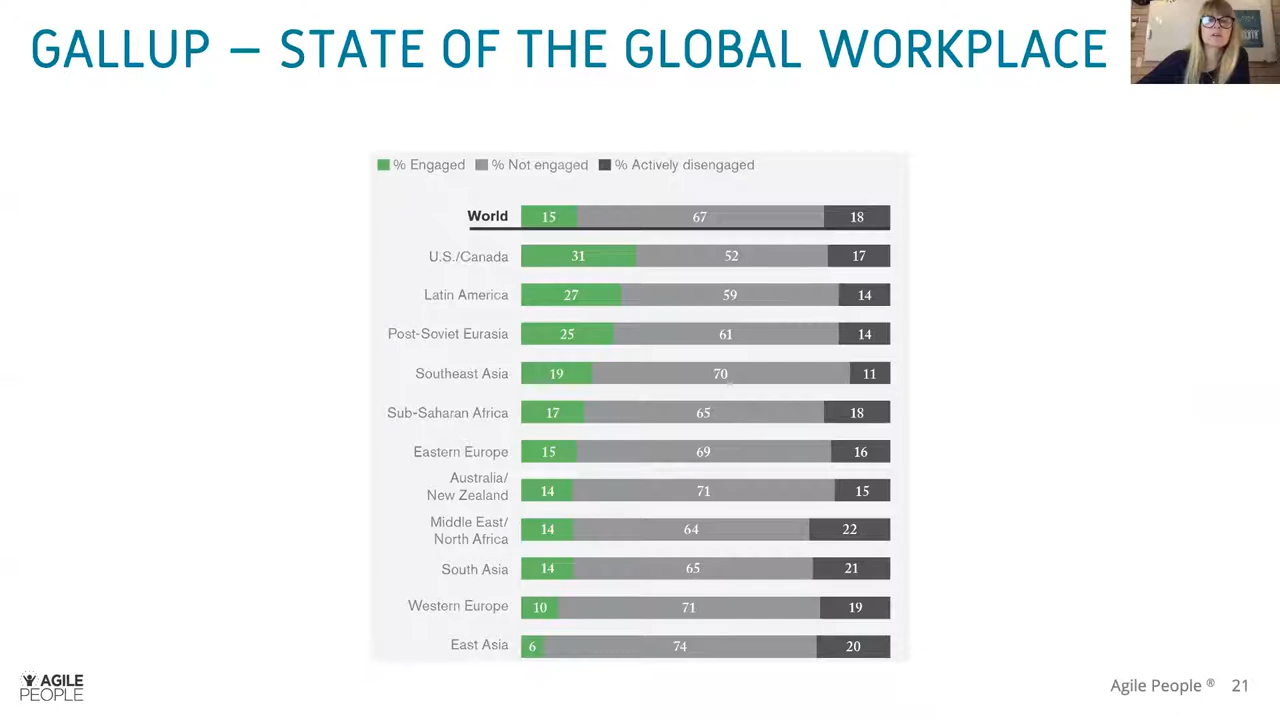 GALLUP – STATE OF THE GLOBAL WORKPLACE
% Engaged % Not engaged % Actively disengaged
World 15 67 18
U.S./Canada 31 52 17
Latin America 27 59 14
Post-Soviet Eurasia 25 61 14
Southeast Asia 19 70 11
Sub-Saharan Africa 17 65 18
Eastern Europe 15 69 16
Australia/
New Zealand 14 71 15
Middle East/
North Africa 14 64 22
South Asia 14 65 21
Western Europe 10 71 19
East Asia 6 74 20
AGILE
PEOPLE
Agile People ® 21